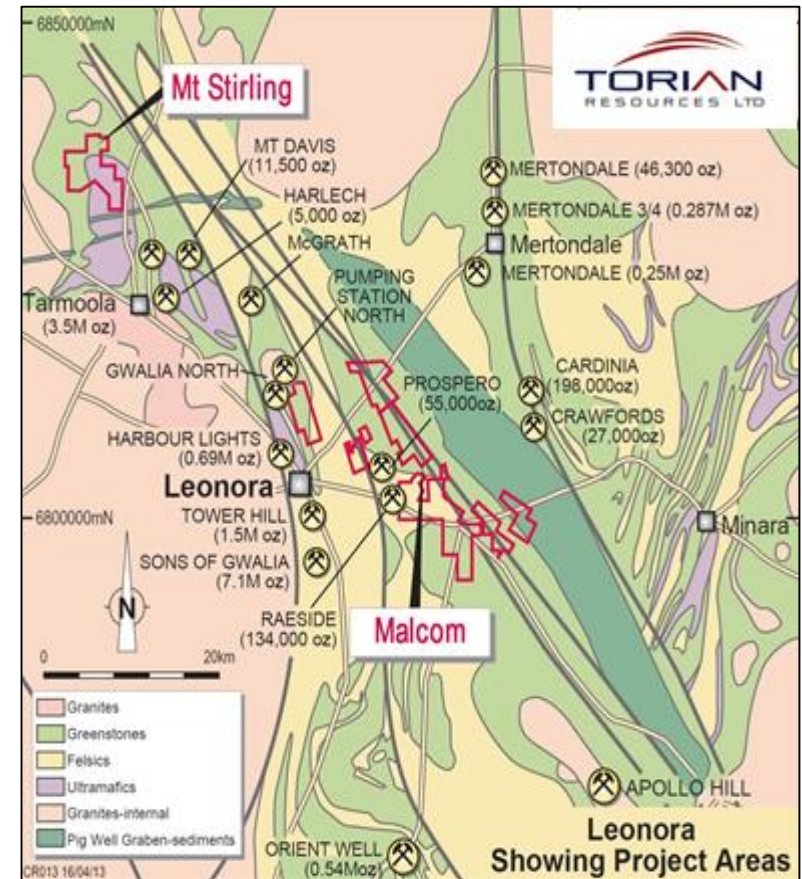 6850000mN
TORIAN
RESOURCES LTD
Mt Stirling
MT DAVIS
(11,500 oz)
HARLECH
(5,000 oz)
McGRATH
PUMPING
STATION
NORTH
MERTONDALE (46,300 oz)
MERTONDALE 3/4 (0.287M oz)
Mertondale
MERTONDALE (0.25M oz)
Tarmoola
(3.5M oz)
GWALIA NORTH
PROSPERO
(55,000oz)
CARDINIA
(198,000oz)
CRAWFORDS
(27,000oz)
HARBOUR LIGHTS
(0.69M oz)
Leonora
6800000mN
TOWER HILL
(1.5M oz)
Minara
SONS OF GWALIA
(7.1M oz)
RAESIDE
(134,000 oz)
Malcom
N
0 20km
Granites
Greenstones
Felsics
Ultramafics
Granites-internal
Pig Well Graben-sediments
APOLLO HILL
ORIENT WELL
(0.54Moz)
Leonora
Showing Project Areas
CR013 16/04/13